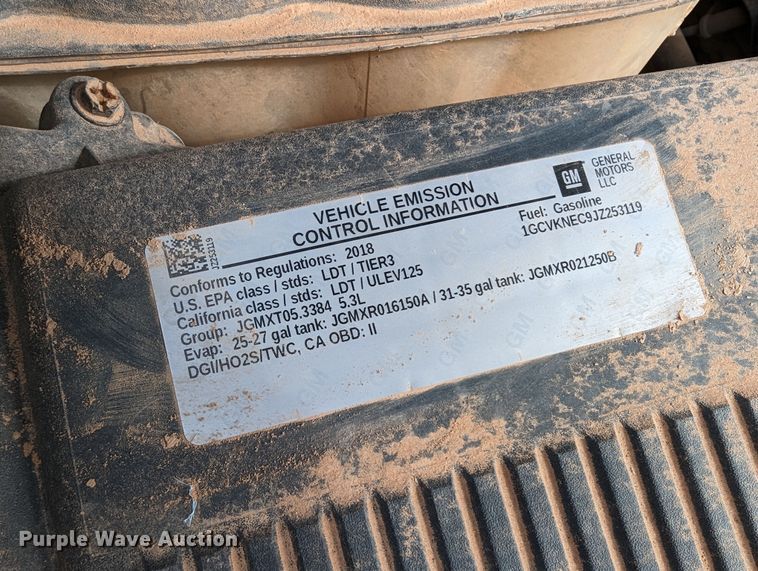 VEHICLE EMISSION
CONTROL INFORMATION
GM
GENERAL
MOTORS
LLC
JZ253119
Fuel: Gasoline
1GCVKNEC9JZ253119
Conforms to Regulations: 2018
U.S. EPA class / stds: LDT / TIER3
California class / stds: LDT / ULEV125
Group: JGMXT05.3384 5.3L
Evap: 25-27 gal tank: JGMXR016150A / 31-35 gal tank: JGMXR021250B
DGI/HO2S/TWC, CA OBD: II
Purple Wave Auction